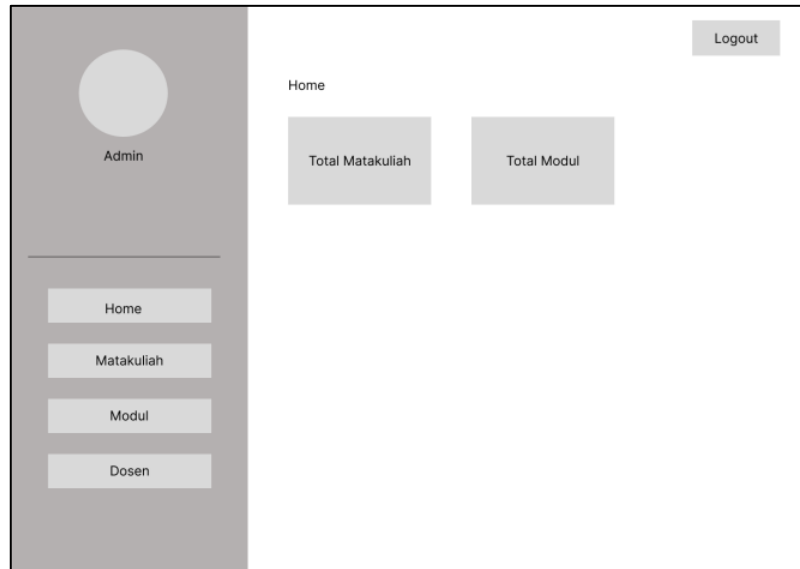 Admin
Home
Matakuliah
Modul
Dosen
Logout
Home
Total Matakuliah
Total Modul